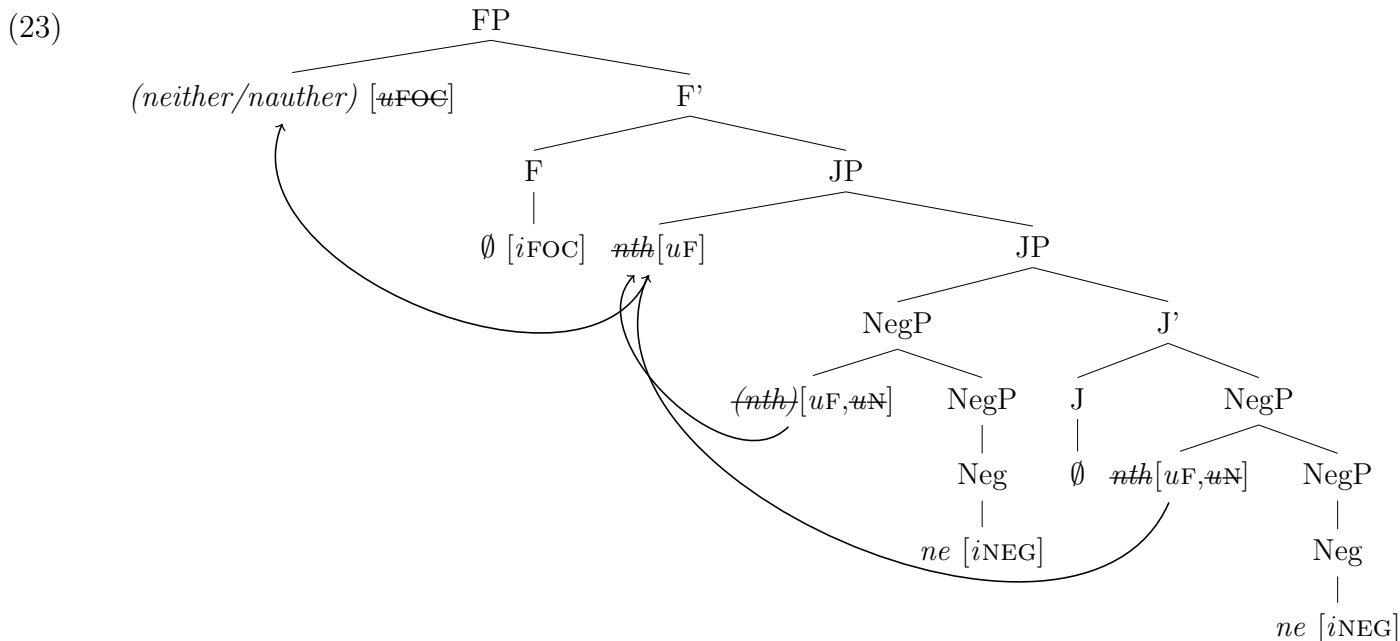 (23)
FP
(neither/nauther) [uFOC]
F'
F
JP
∅ [iFOC]
nth[uF]
JP
NegP
J'
(nth)[uF,uN]
NegP
J
NegP
Neg
∅
nth[uF,uN]
NegP
ne [iNEG]
Neg
ne [iNEG]